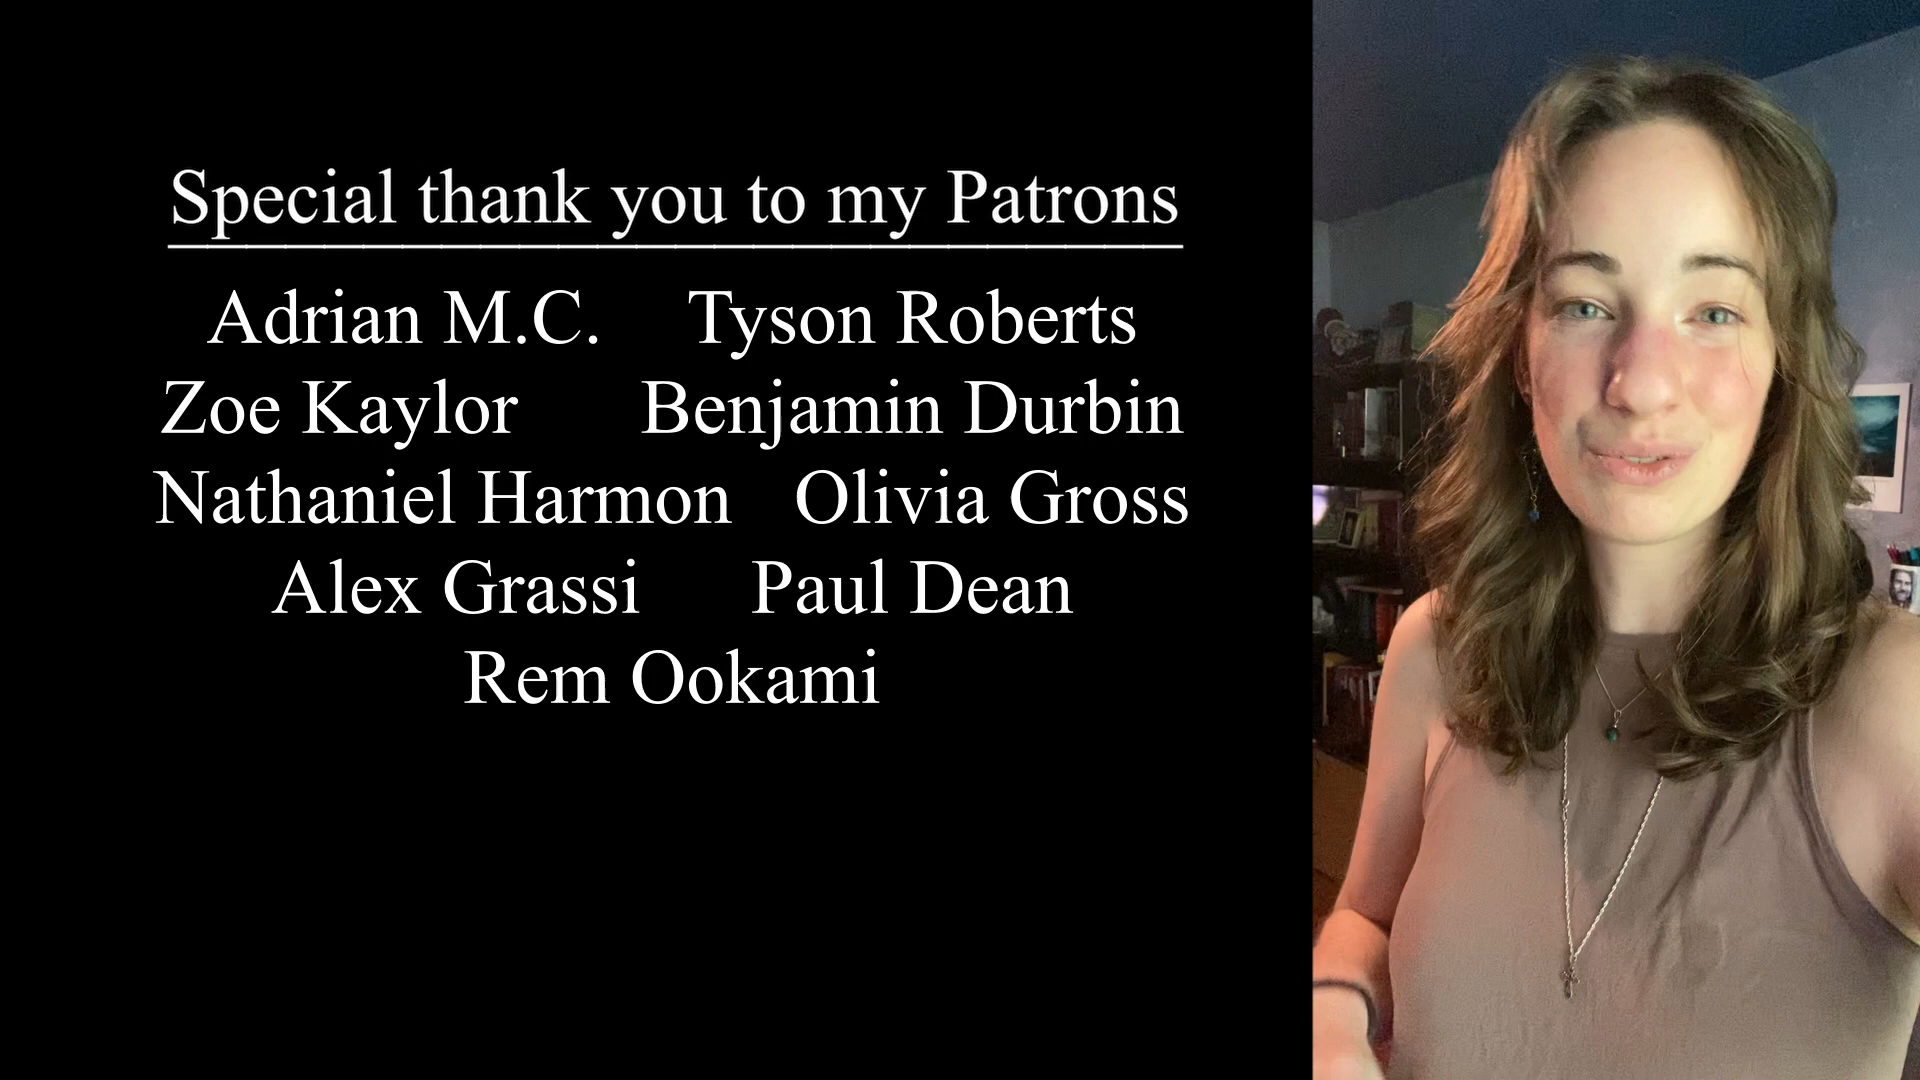 Special thank you to my Patrons
Adrian M.C. Tyson Roberts
Zoe Kaylor Benjamin Durbin
Nathaniel Harmon Olivia Gross
Alex Grassi Paul Dean
Rem Ookami